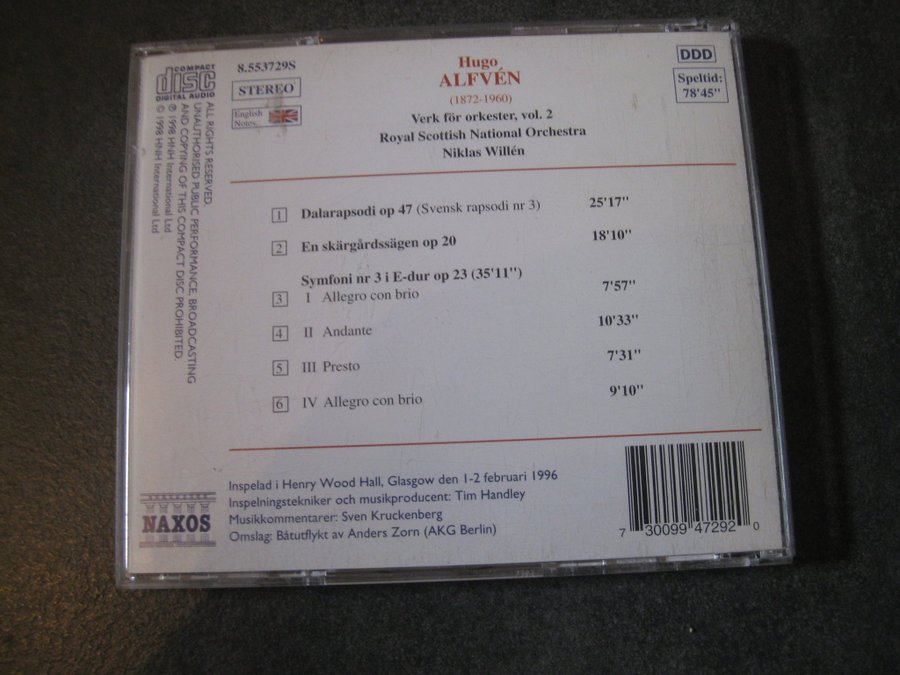 COMPACT
disc
DIGITAL AUDIO
ALL RIGHTS RESERVED.
UNAUTHORISED PUBLIC PERFORMANCE, BROADCASTING
AND COPYING OF THIS COMPACT DISC PROHIBITED.
℗ 1998 HNH International Ltd
© 1998 HNH International Ltd
8.553729S
STEREO
English
Notes.
Hugo
ALFVÉN
(1872-1960)
Verk för orkester, vol. 2
Royal Scottish National Orchestra
Niklas Willén
DDD
Speltid:
78'45"
1 Dalarapsodi op 47 (Svensk rapsodi nr 3) 25'17"
2 En skärgårdssägen op 20 18'10"
Symfoni nr 3 i E-dur op 23 (35'11")
3 I Allegro con brio 7'57"
4 II Andante 10'33"
5 III Presto 7'31"
6 IV Allegro con brio 9'10"
NAXOS
Inspelad i Henry Wood Hall, Glasgow den 1-2 februari 1996
Inspelningstekniker och musikproducent: Tim Handley
Musikkommentarer: Sven Kruckenberg
Omslag: Båtutflykt av Anders Zorn (AKG Berlin)
7 30099 47292 0